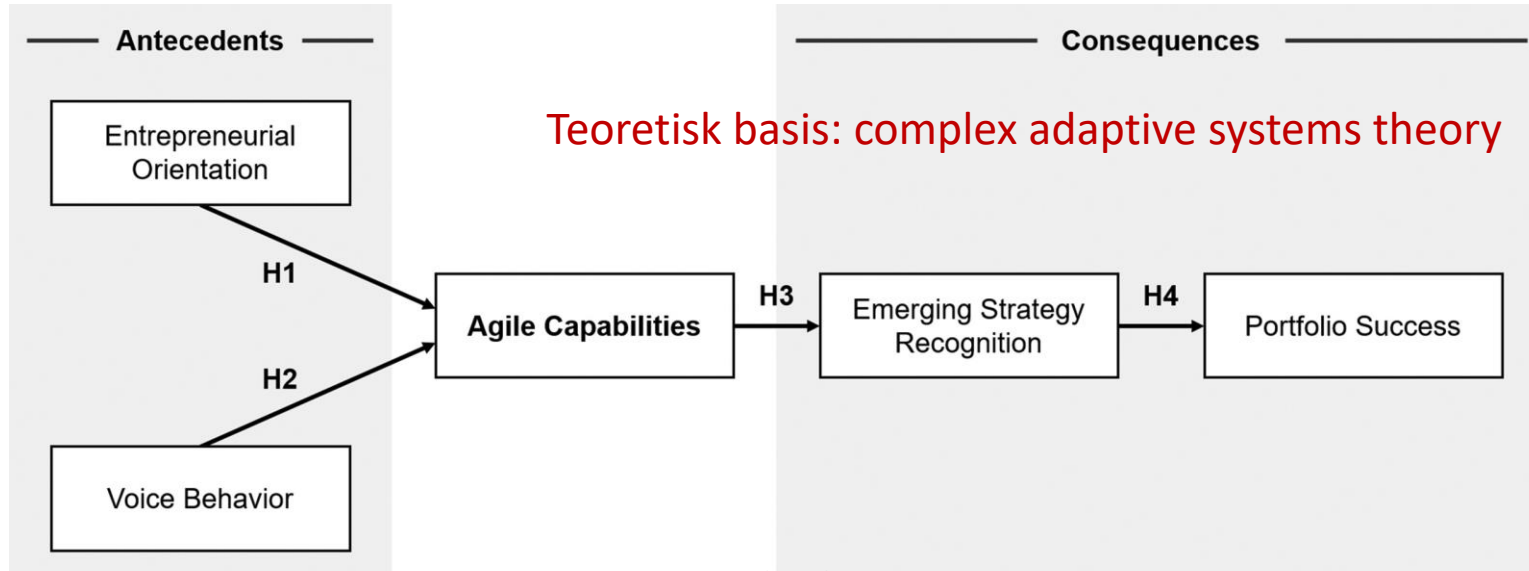 Antecedents
Consequences
Teoretisk basis: complex adaptive systems theory
Entrepreneurial
Orientation
H1
Agile Capabilities
H3
Emerging Strategy
Recognition
H4
Portfolio Success
H2
Voice Behavior